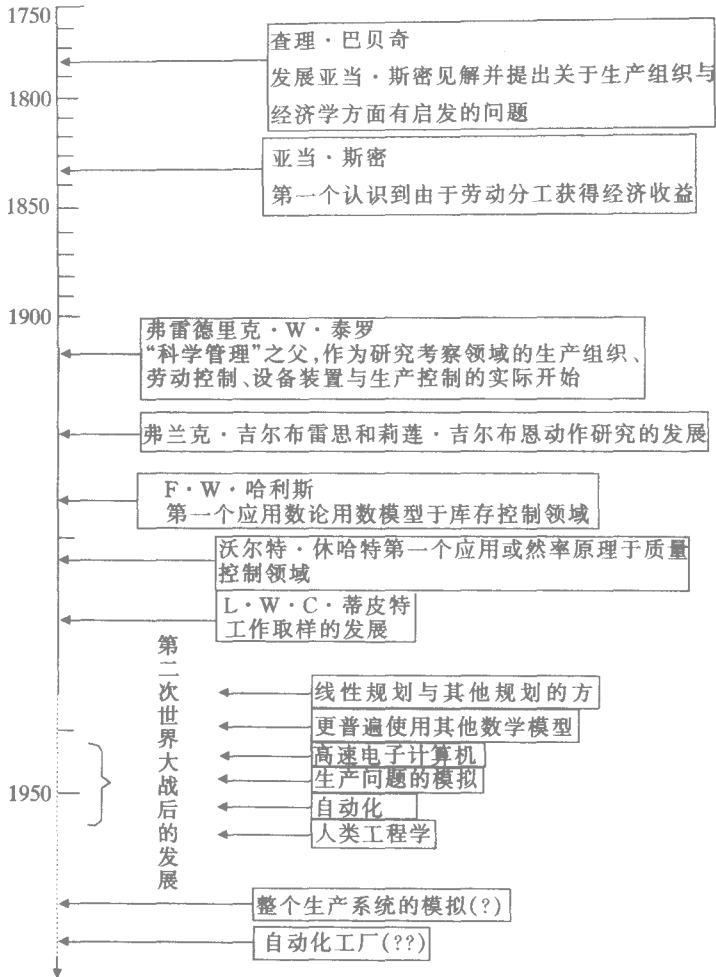 1750
查理·巴贝奇
发展亚当·斯密见解并提出关于生产组织与
经济学方面有启发的问题
1800
亚当·斯密
第一个认识到由于劳动分工获得经济收益
1850
1900
弗雷德里克·W·泰罗
“科学管理”之父,作为研究考察领域的生产组织、
劳动控制、设备装置与生产控制的实际开始
弗兰克·吉尔布雷思和莉莲·吉尔布恩动作研究的发展
F·W·哈利斯
第一个应用数论用数模型于库存控制领域
沃尔特·休哈特第一个应用或然率原理于质量
控制领域
L·W·C·蒂皮特
工作取样的发展
第二次世界大战后的发展
线性规划与其他规划的方
更普遍使用其他数学模型
高速电子计算机
生产问题的模拟
1950
自动化
人类工程学
整个生产系统的模拟(?)
自动化工厂(??)